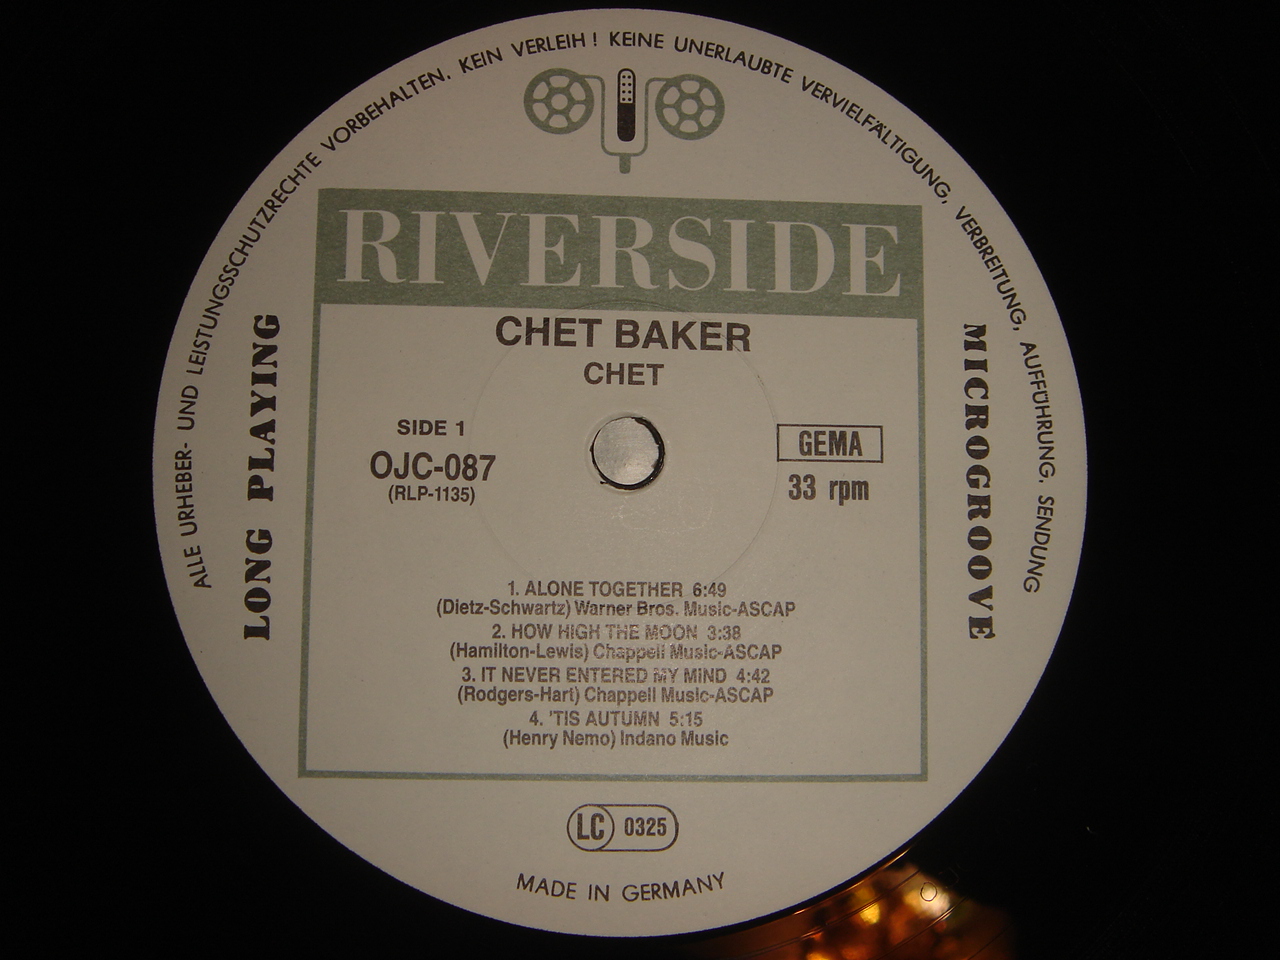 ALLE URHEBER- UND LEISTUNGSSCHUTZRECHTE VORBEHALTEN. KEIN VERLEIH! KEINE UNERLAUBTE VERVIELFÄLTIGUNG, VERBREITUNG, AUFFÜHRUNG, SENDUNG
RIVERSIDE
LONG PLAYING
MICROGROOVE
CHET BAKER
CHET
SIDE 1
OJC-087
(RLP-1135)
GEMA
33 rpm
1. ALONE TOGETHER 6:49
(Dietz-Schwartz) Warner Bros. Music-ASCAP
2. HOW HIGH THE MOON 3:38
(Hamilton-Lewis) Chappell Music-ASCAP
3. IT NEVER ENTERED MY MIND 4:42
(Rodgers-Hart) Chappell Music-ASCAP
4. 'TIS AUTUMN 5:15
(Henry Nemo) Indano Music
LC 0325
MADE IN GERMANY